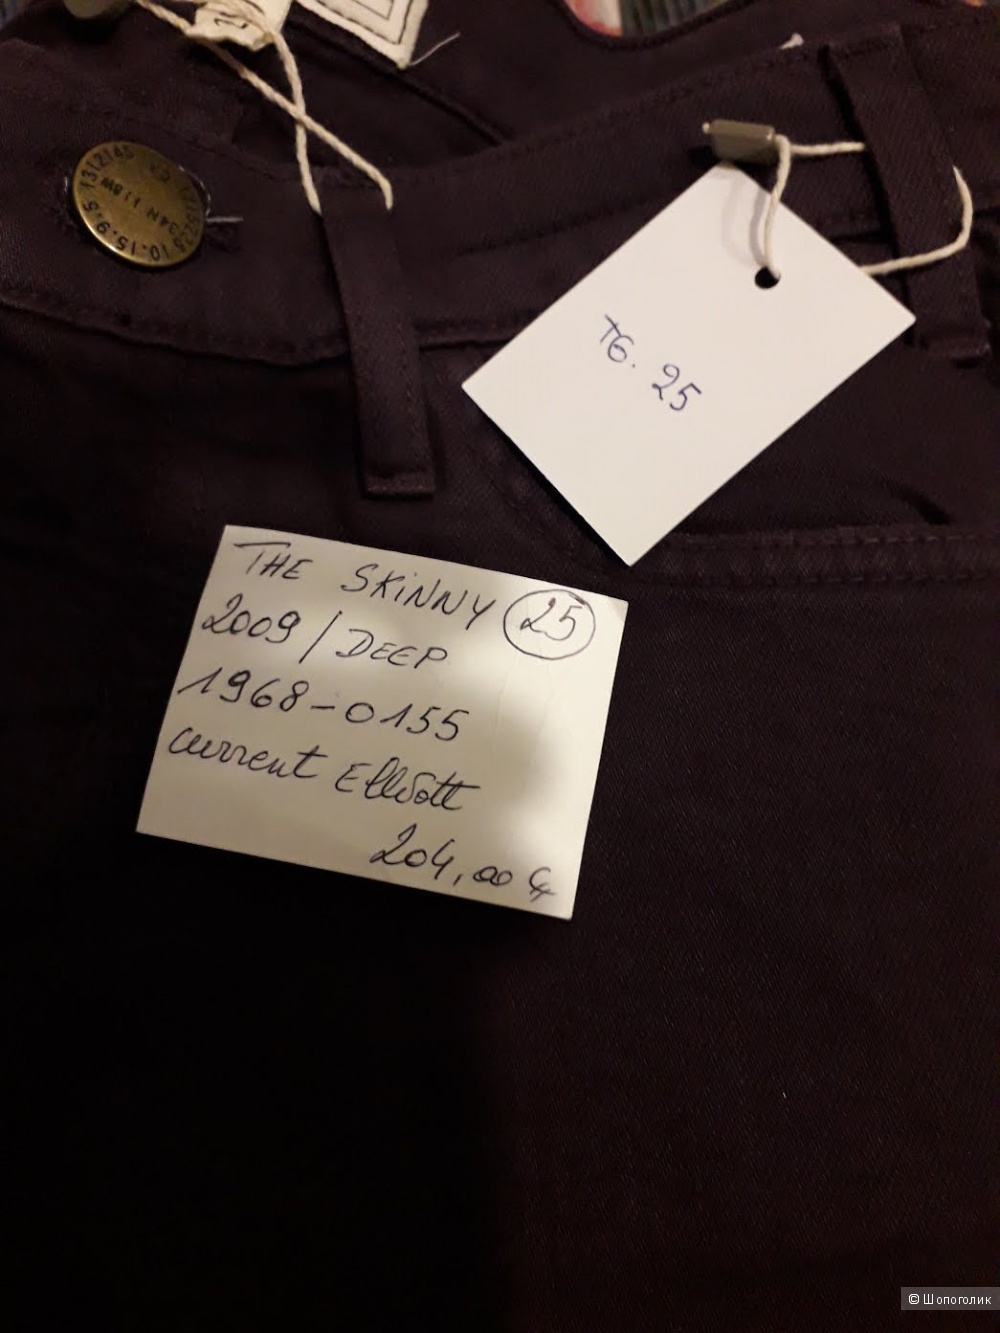 TG. 25
THE SKINNY 25
2009 / DEEP
1968-0155
current Elliott
204,00 €
© Шопоголик